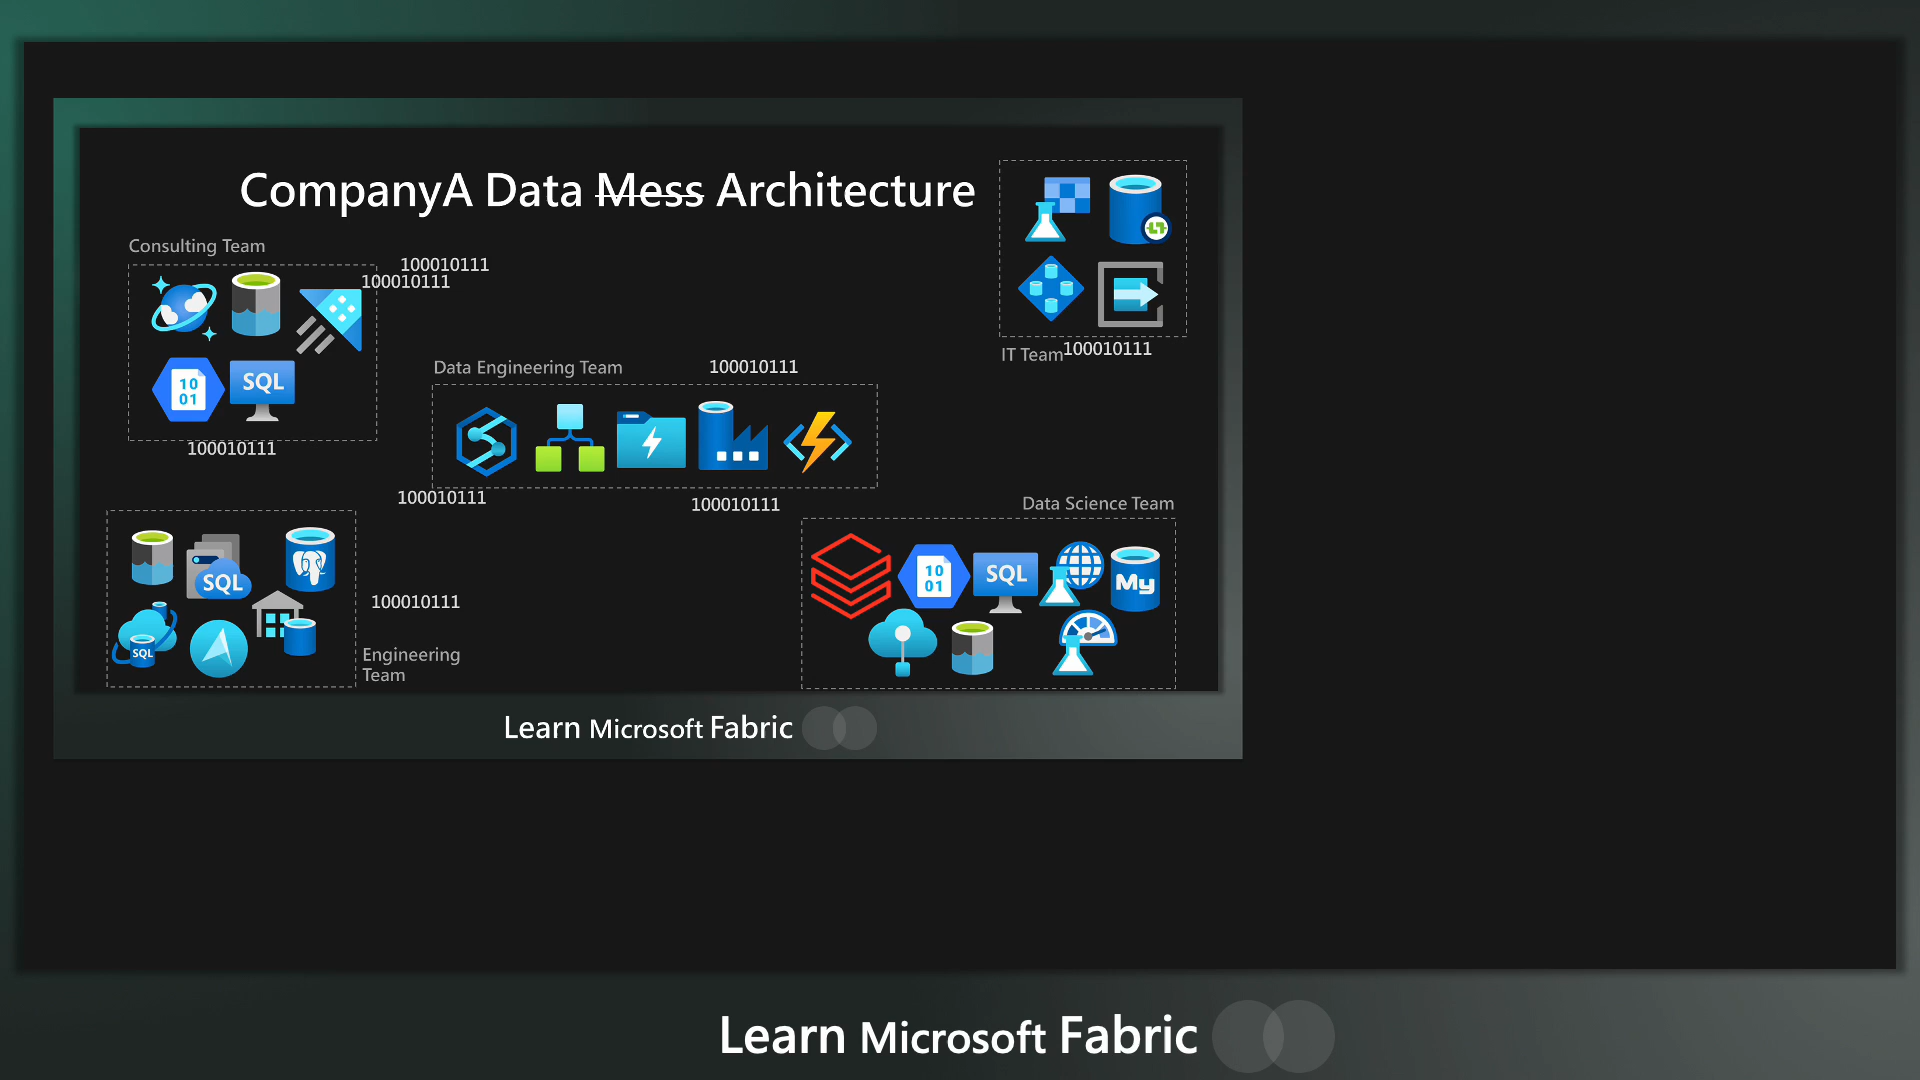 CompanyA Data Mess Architecture
Consulting Team
100010111
100010111
10
01
SQL
100010111
IT Team
100010111
Data Engineering Team
100010111
100010111
100010111
SQL
SQL
100010111
Engineering
Team
Data Science Team
10
01
SQL
My
Learn Microsoft Fabric
Learn Microsoft Fabric